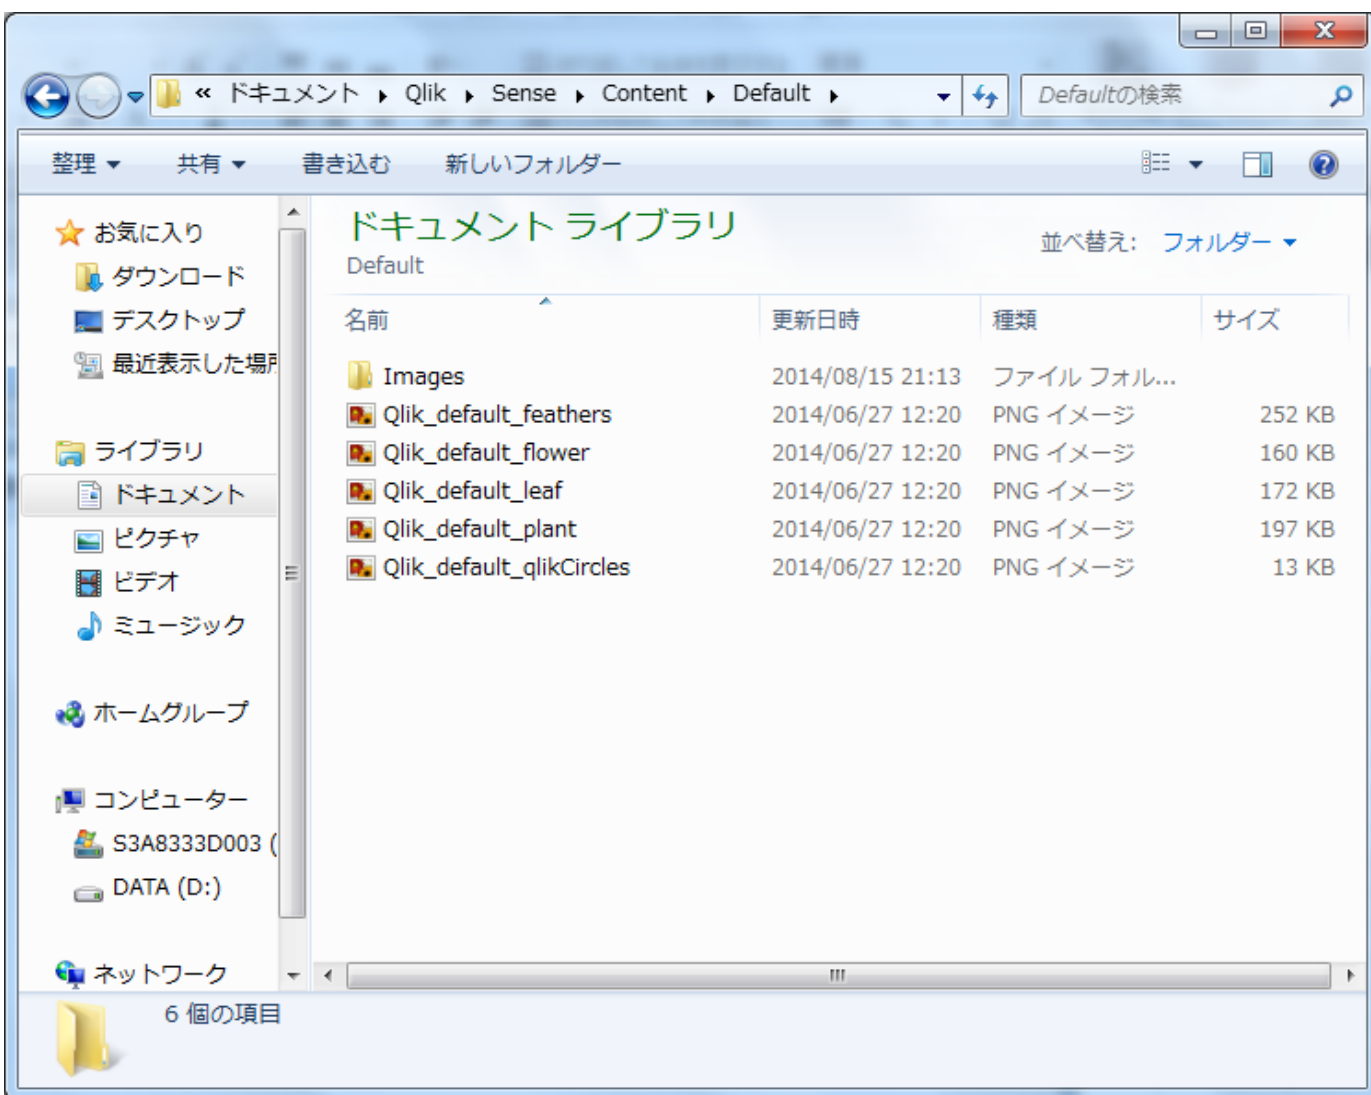 « ドキュメント ▸ Qlik ▸ Sense ▸ Content ▸ Default ▸
Defaultの検索
整理 共有 書き込む 新しいフォルダー
お気に入り
ダウンロード
デスクトップ
最近表示した場所
ライブラリ
ドキュメント
ピクチャ
ビデオ
ミュージック
ホームグループ
コンピューター
S3A8333D003 (
DATA (D:)
ネットワーク
ドキュメント ライブラリ
Default
並べ替え: フォルダー
名前 更新日時 種類 サイズ
Images 2014/08/15 21:13 ファイル フォル...
Qlik_default_feathers 2014/06/27 12:20 PNG イメージ 252 KB
Qlik_default_flower 2014/06/27 12:20 PNG イメージ 160 KB
Qlik_default_leaf 2014/06/27 12:20 PNG イメージ 172 KB
Qlik_default_plant 2014/06/27 12:20 PNG イメージ 197 KB
Qlik_default_qlikCircles 2014/06/27 12:20 PNG イメージ 13 KB
6 個の項目